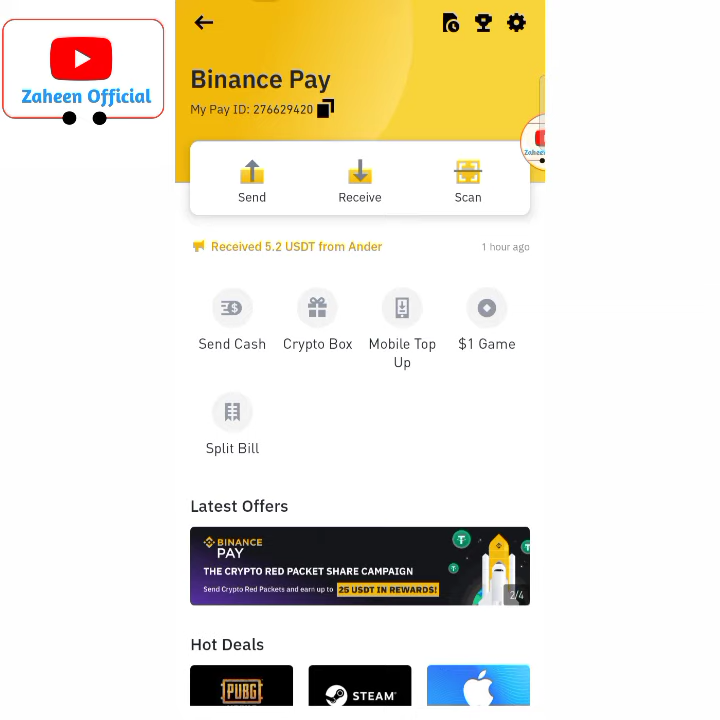 Zaheen Official
Binance Pay
My Pay ID: 276629420
Send
Receive
Scan
Received 5.2 USDT from Ander
1 hour ago
Send Cash
Crypto Box
Mobile Top
Up
$1 Game
Split Bill
Latest Offers
BINANCE
PAY
THE CRYPTO RED PACKET SHARE CAMPAIGN
Send Crypto Red Packets and earn up to 25 USDT IN REWARDS!
2/4
Hot Deals
PUBG
STEAM